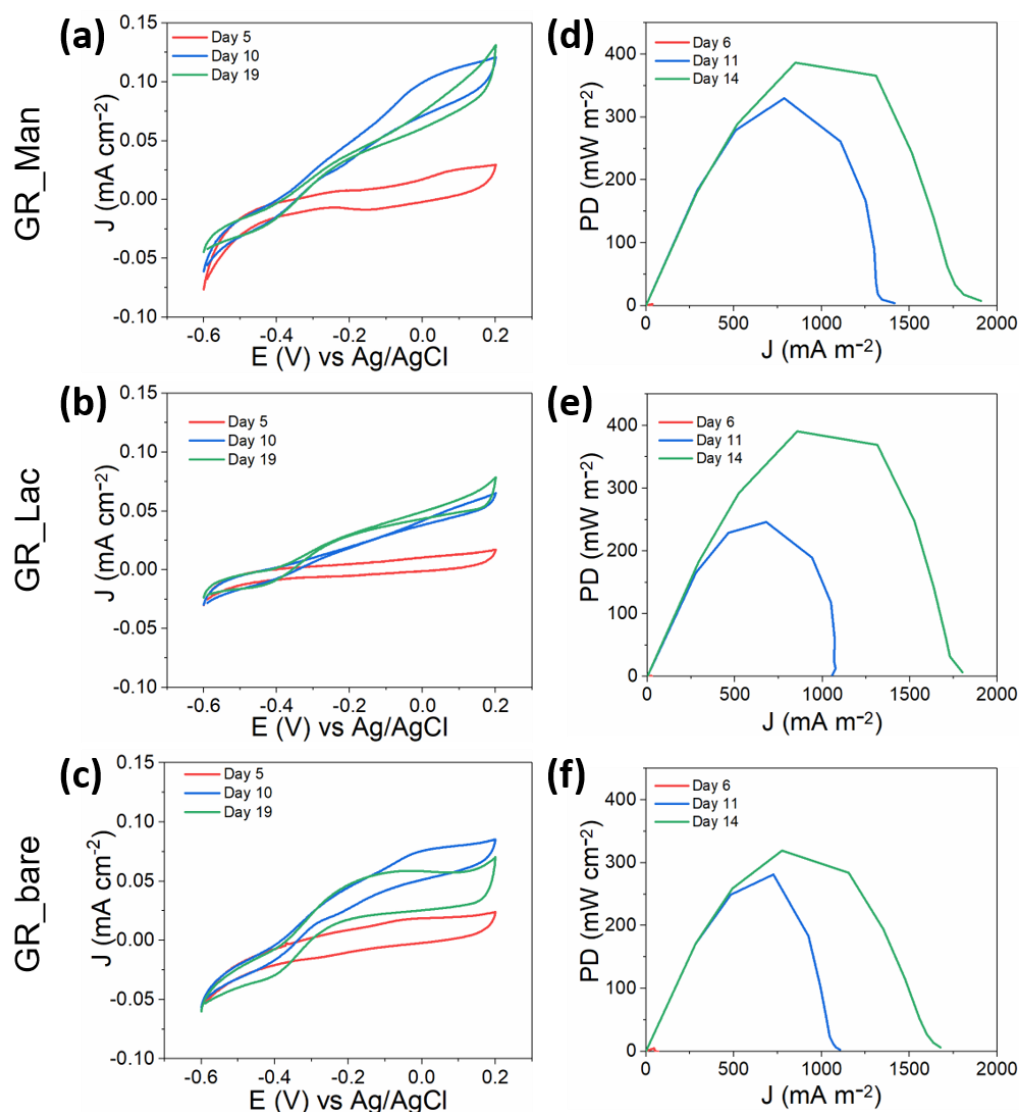 GR_Man
(a)
Day 5
Day 10
Day 19
0.15
0.10
0.05
0.00
-0.05
-0.10
J (mA cm⁻²)
-0.6 -0.4 -0.2 0.0 0.2
E (V) vs Ag/AgCl
(d)
Day 6
Day 11
Day 14
400
300
200
100
0
PD (mW m⁻²)
0 500 1000 1500 2000
J (mA m⁻²)
GR_Lac
(b)
Day 5
Day 10
Day 19
0.15
0.10
0.05
0.00
-0.05
-0.10
J (mA cm⁻²)
-0.6 -0.4 -0.2 0.0 0.2
E (V) vs Ag/AgCl
(e)
Day 6
Day 11
Day 14
400
300
200
100
0
PD (mW m⁻²)
0 500 1000 1500 2000
J (mA m⁻²)
GR_bare
(c)
Day 5
Day 10
Day 19
0.15
0.10
0.05
0.00
-0.05
-0.10
J (mA cm⁻²)
-0.6 -0.4 -0.2 0.0 0.2
E (V) vs Ag/AgCl
(f)
Day 6
Day 11
Day 14
400
300
200
100
0
PD (mW cm⁻²)
0 500 1000 1500 2000
J (mA m⁻²)